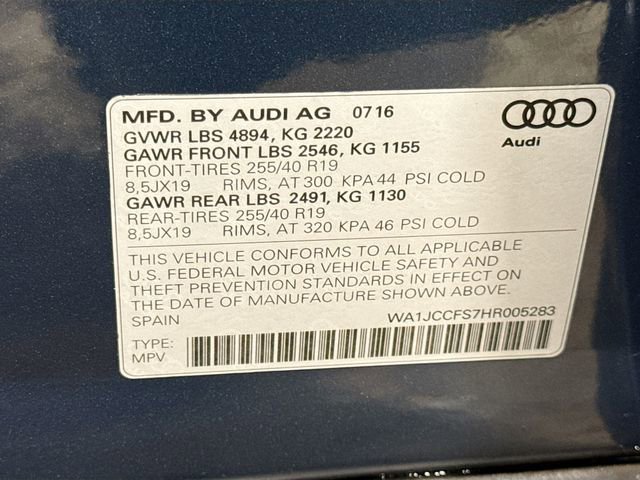 MFD. BY AUDI AG 0716
GVWR LBS 4894, KG 2220
GAWR FRONT LBS 2546, KG 1155
FRONT-TIRES 255/40 R19
8,5JX19 RIMS, AT 300 KPA 44 PSI COLD
GAWR REAR LBS 2491, KG 1130
REAR-TIRES 255/40 R19
8,5JX19 RIMS, AT 320 KPA 46 PSI COLD
Audi
THIS VEHICLE CONFORMS TO ALL APPLICABLE
U.S. FEDERAL MOTOR VEHICLE SAFETY AND
THEFT PREVENTION STANDARDS IN EFFECT ON
THE DATE OF MANUFACTURE SHOWN ABOVE.
SPAIN WA1JCCFS7HR005283
TYPE:
MPV